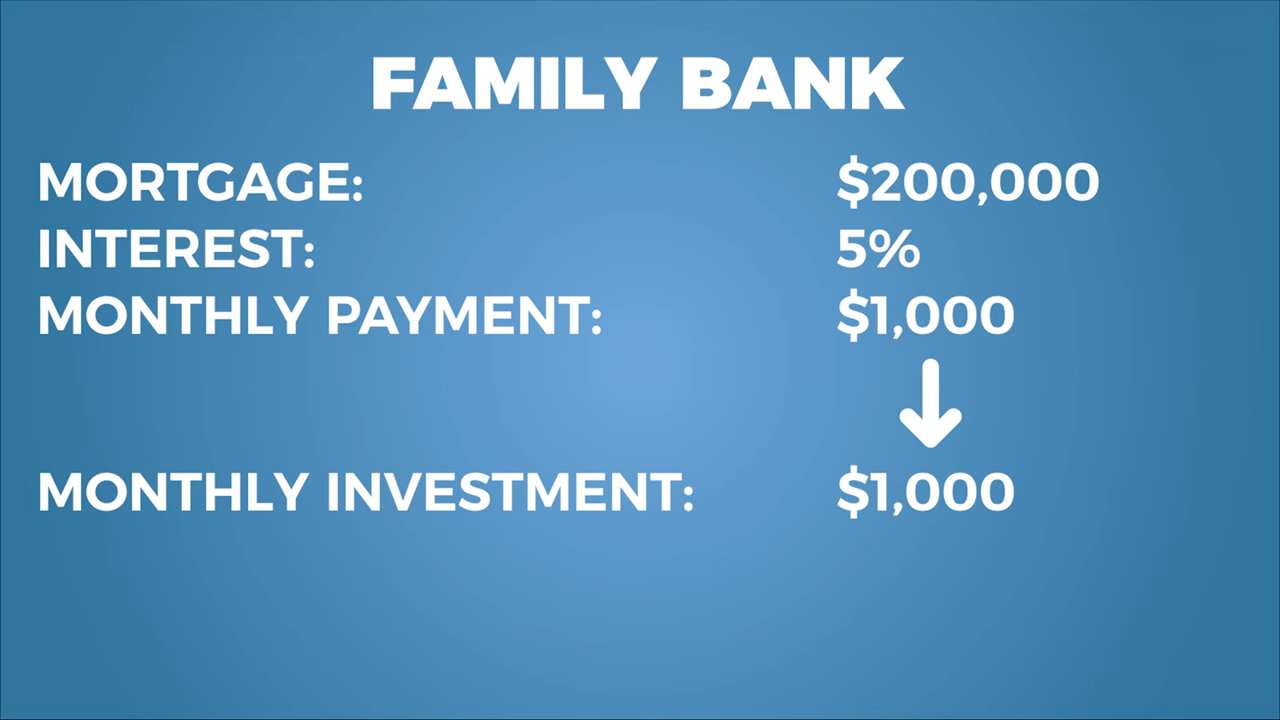 FAMILY BANK
MORTGAGE: $200,000
INTEREST: 5%
MONTHLY PAYMENT: $1,000
MONTHLY INVESTMENT: $1,000